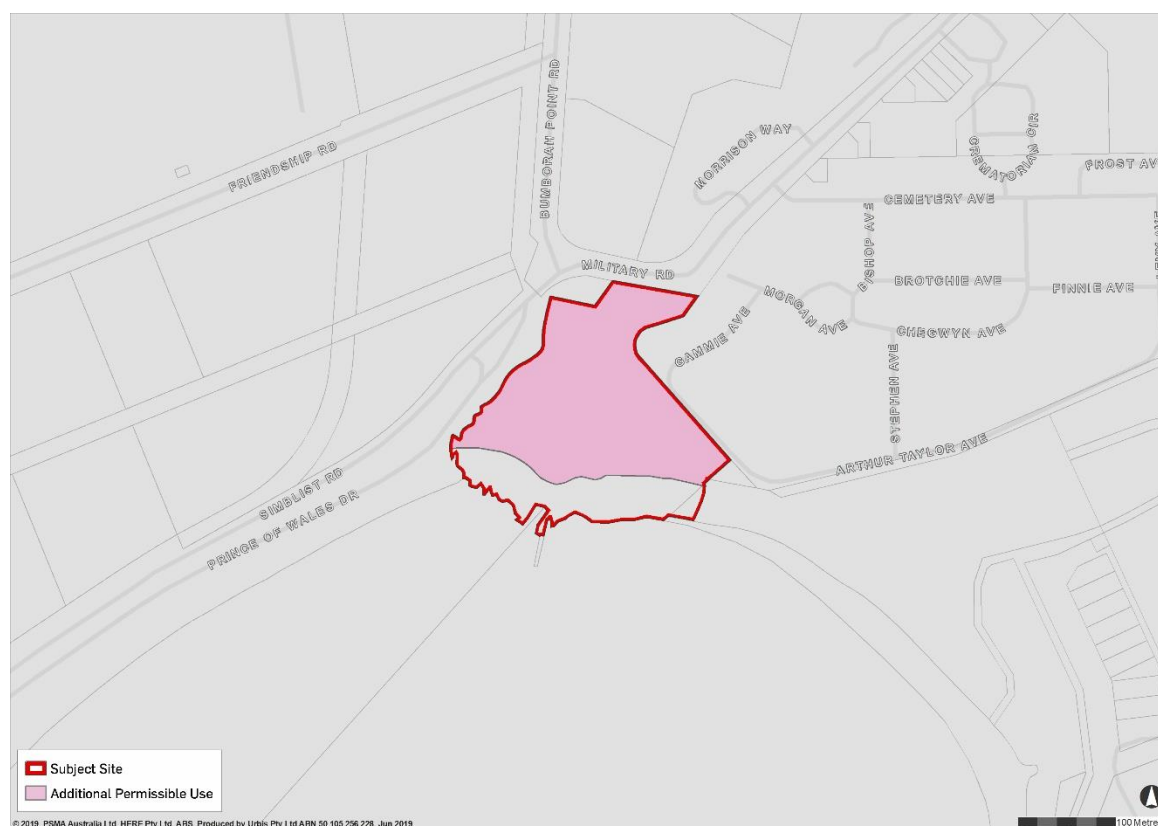 BUMBORAH POINT RD
FRIENDSHIP RD
MORRISON WAY
CREMATORIAN CIR
FROST AV
CEMETERY AVE
BISHOP AVE
MILITARY RD
BROTCHIE AVE
FINNIE AVE
MORGAN AVE
GAMMIE AVE
CHEGWYN AVE
STEPHEN AVE
ARTHUR TAYLOR AVE
SIMBLIST RD
PRINCE OF WALES DR
Subject Site
Additional Permissible Use
© 2019. PSMA Australia Ltd, HERE Pty Ltd, ABS. Produced by Urbis Pty Ltd ABN 50 105 256 228, Jun 2019
100 Metre